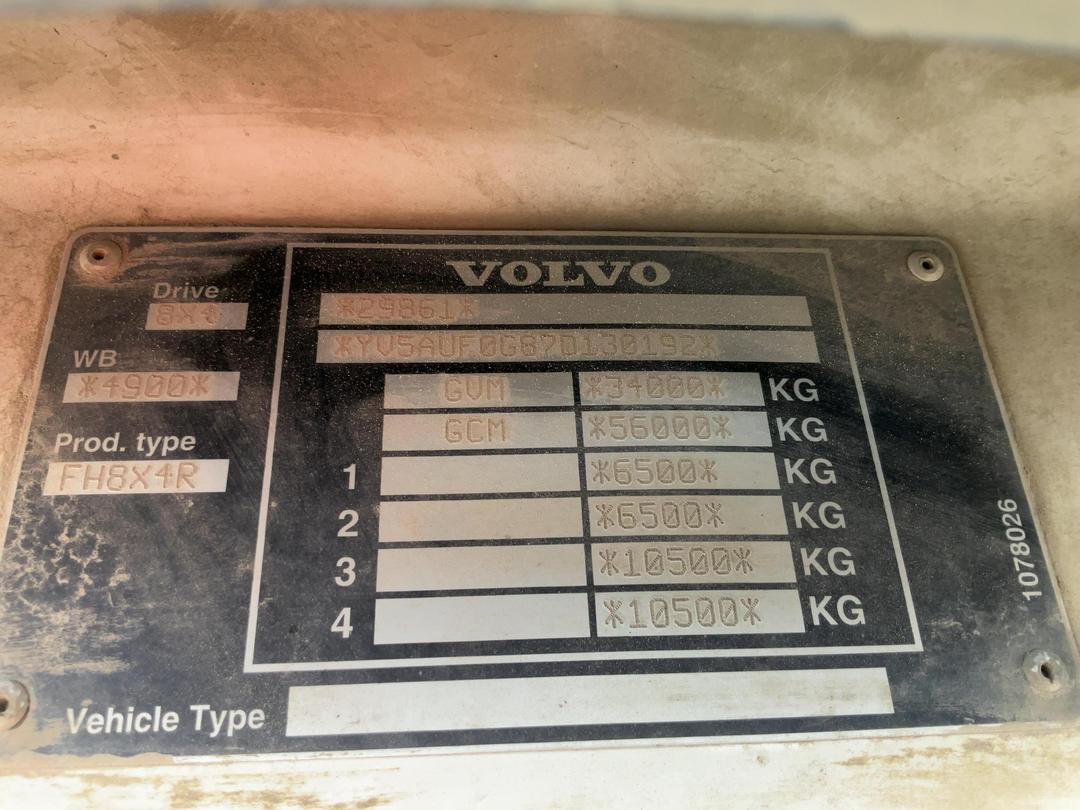 VOLVO
Drive
8X4
*29861*
*YV5AUF0G87D130192*
WB
*4900*
GVM *34000* KG
GCM *56000* KG
Prod. type
FH8X4R
1 *6500* KG
2 *6500* KG
3 *10500* KG
4 *10500* KG
1078026
Vehicle Type